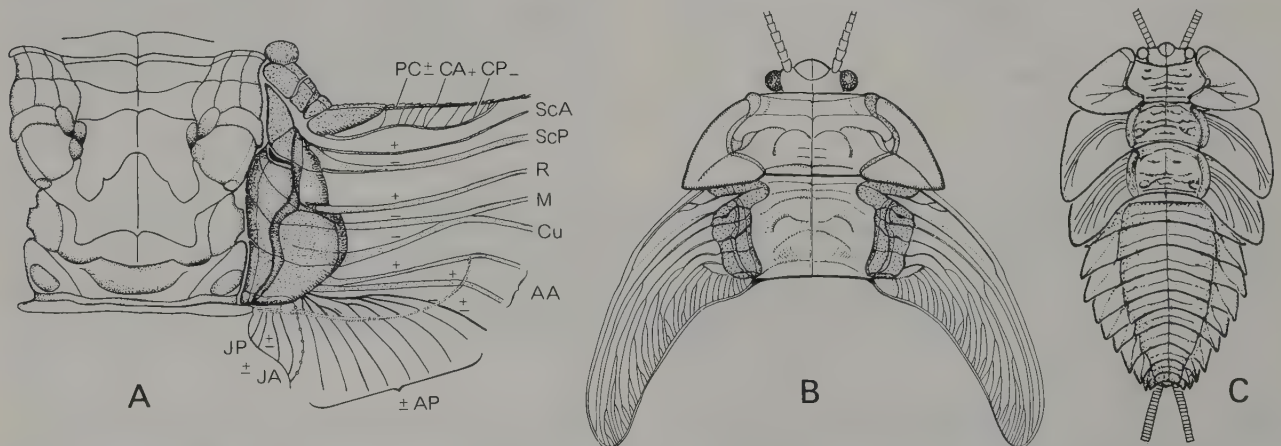 PC± CA+ CP−
ScA
ScP
R
M
Cu
AA
JP
±
JA
± AP
+
−
+
−
−
+
+
−
+
−
±
A
B
C